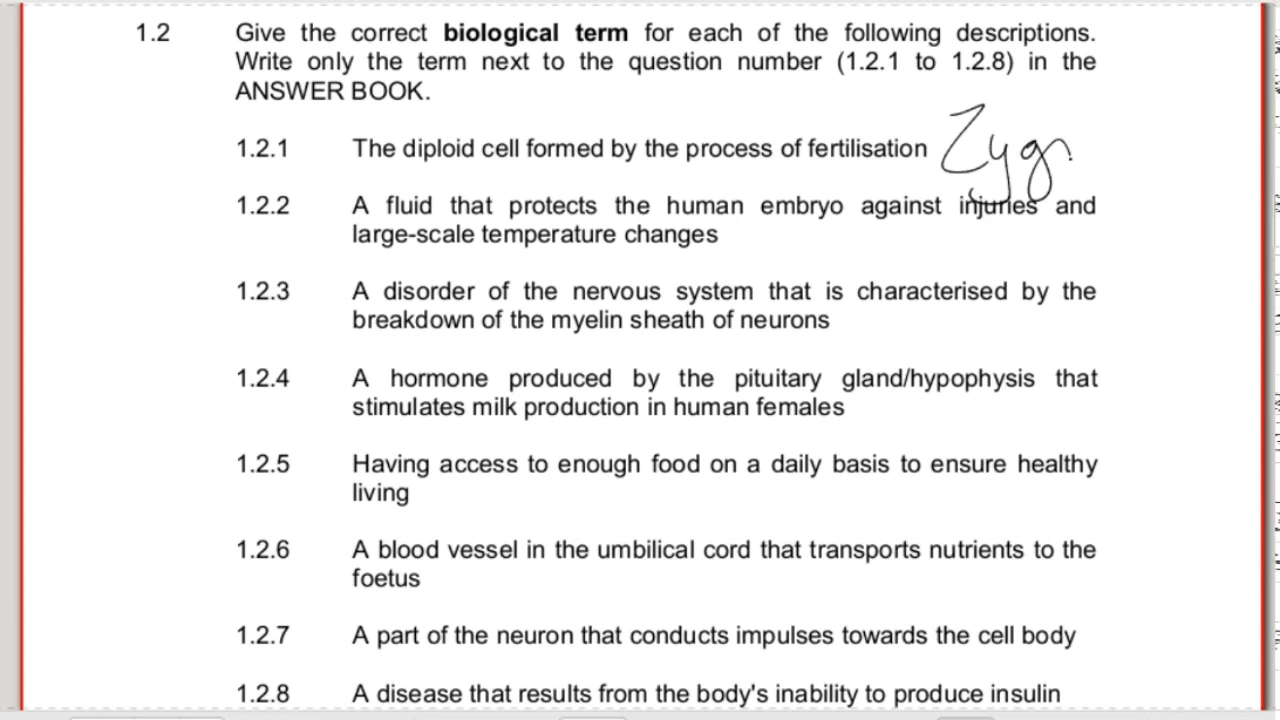 1.2 Give the correct biological term for each of the following descriptions.
Write only the term next to the question number (1.2.1 to 1.2.8) in the
ANSWER BOOK.
1.2.1 The diploid cell formed by the process of fertilisation Zyg
1.2.2 A fluid that protects the human embryo against injuries and
large-scale temperature changes
1.2.3 A disorder of the nervous system that is characterised by the
breakdown of the myelin sheath of neurons
1.2.4 A hormone produced by the pituitary gland/hypophysis that
stimulates milk production in human females
1.2.5 Having access to enough food on a daily basis to ensure healthy
living
1.2.6 A blood vessel in the umbilical cord that transports nutrients to the
foetus
1.2.7 A part of the neuron that conducts impulses towards the cell body
1.2.8 A disease that results from the body's inability to produce insulin